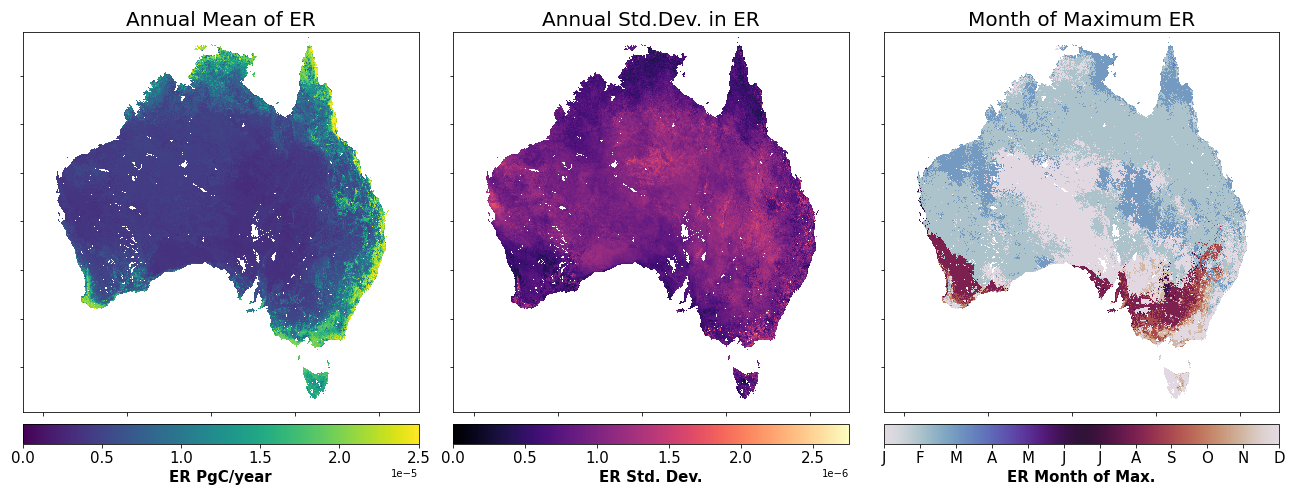 Annual Mean of ER
Annual Std.Dev. in ER
Month of Maximum ER
0.0 0.5 1.0 1.5 2.0 2.5
1e−5
ER PgC/year
0.0 0.5 1.0 1.5 2.0 2.5
1e−6
ER Std. Dev.
J F M A M J J A S O N D
ER Month of Max.